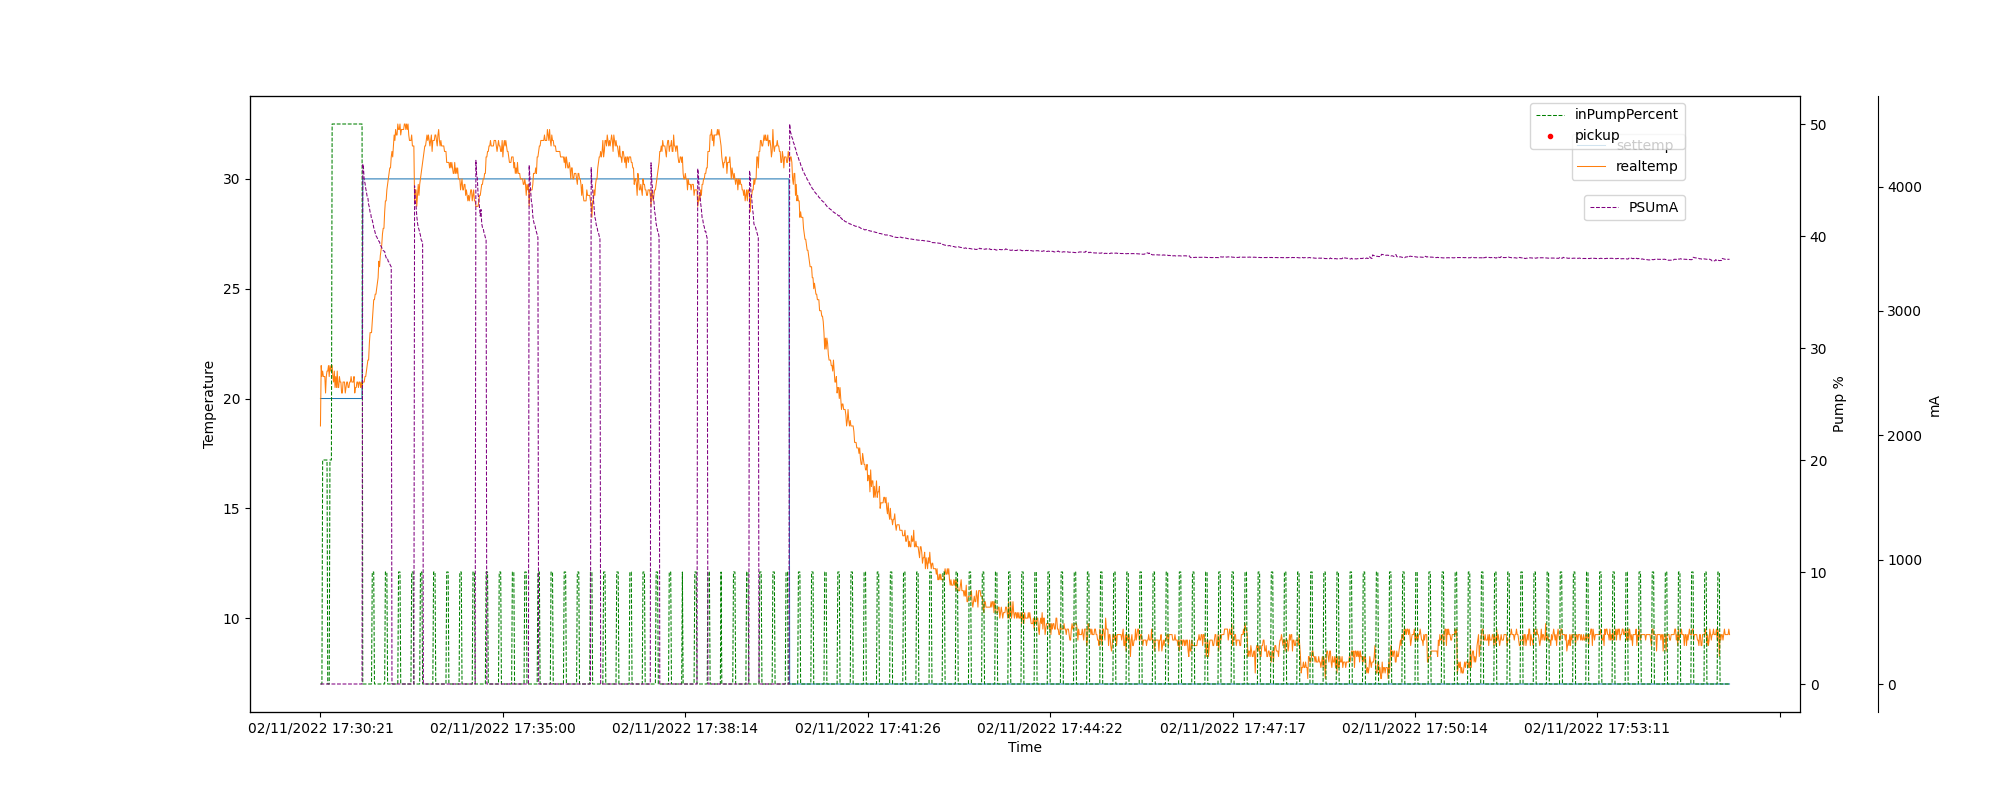 inPumpPercent
pickup
settemp
realtemp
PSUmA
Temperature
30
25
20
15
10
50
40
30
20
10
0
Pump %
4000
3000
2000
1000
0
mA
02/11/2022 17:30:21
02/11/2022 17:35:00
02/11/2022 17:38:14
02/11/2022 17:41:26
02/11/2022 17:44:22
02/11/2022 17:47:17
02/11/2022 17:50:14
02/11/2022 17:53:11
Time